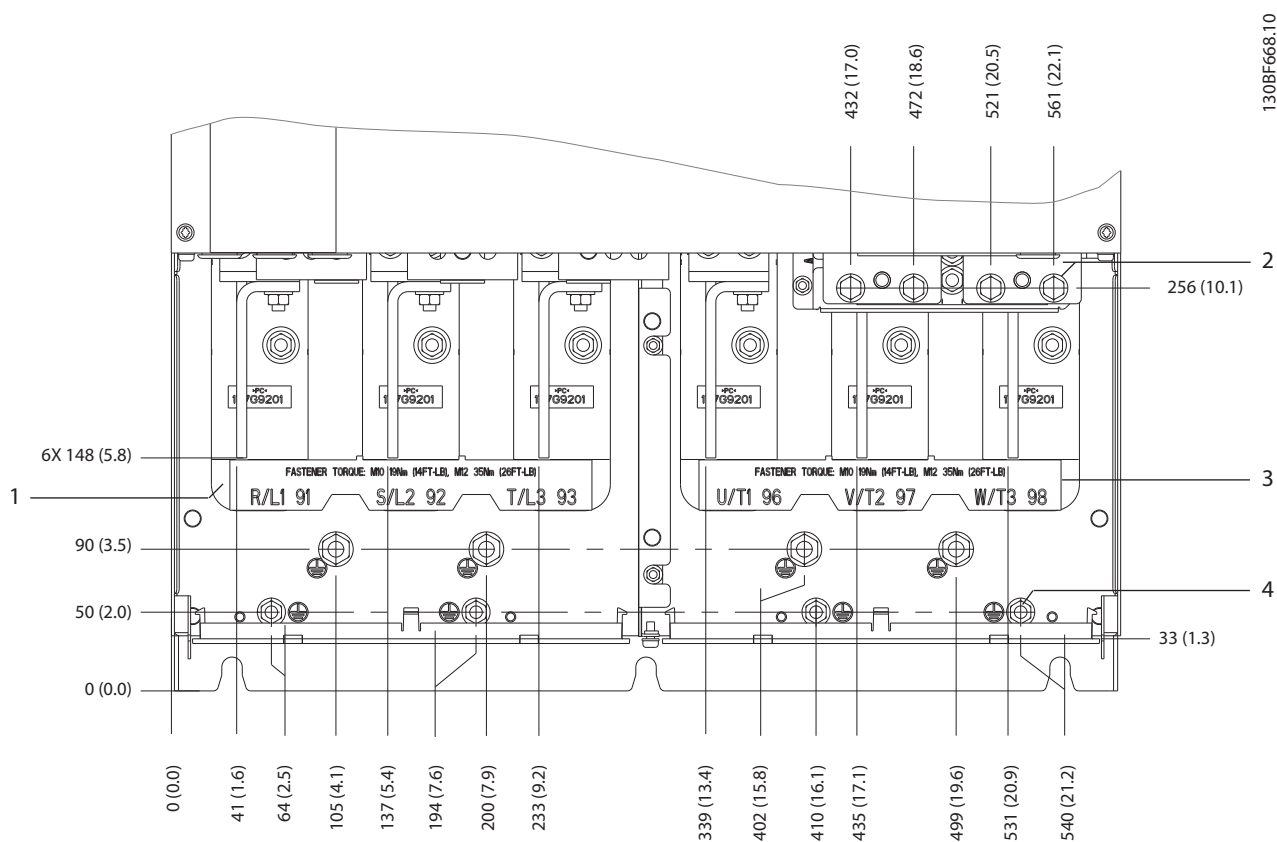 130BF668.10
432 (17.0)
472 (18.6)
521 (20.5)
561 (22.1)
2
256 (10.1)
•PC•
•PC•
•PC•
•PC•
•PC•
•PC•
6X 148 (5.8)
FASTENER TORQUE: M10 19Nm (14FT-LB), M12 35Nm (26FT-LB)
FASTENER TORQUE: M10 19Nm (14FT-LB), M12 35Nm (26FT-LB)
1
R/L1 91 S/L2 92 T/L3 93
U/T1 96 V/T2 97 W/T3 98
3
90 (3.5)
50 (2.0)
4
33 (1.3)
0 (0.0)
0 (0.0)
41 (1.6)
64 (2.5)
105 (4.1)
137 (5.4)
194 (7.6)
200 (7.9)
233 (9.2)
339 (13.4)
402 (15.8)
410 (16.1)
435 (17.1)
499 (19.6)
531 (20.9)
540 (21.2)